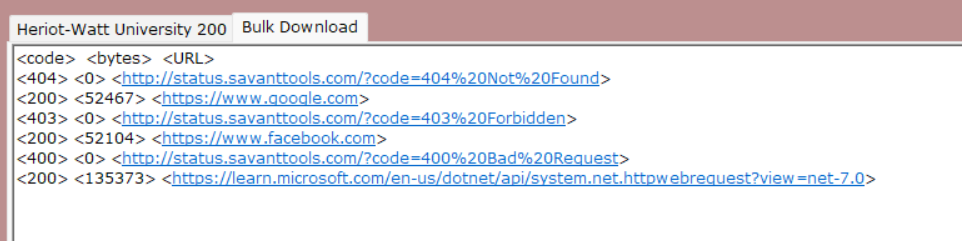 Heriot-Watt University 200 Bulk Download
<code> <bytes> <URL>
<404> <0> <http://status.savanttools.com/?code=404%20Not%20Found>
<200> <52467> <https://www.google.com>
<403> <0> <http://status.savanttools.com/?code=403%20Forbidden>
<200> <52104> <https://www.facebook.com>
<400> <0> <http://status.savanttools.com/?code=400%20Bad%20Request>
<200> <135373> <https://learn.microsoft.com/en-us/dotnet/api/system.net.httpwebrequest?view=net-7.0>